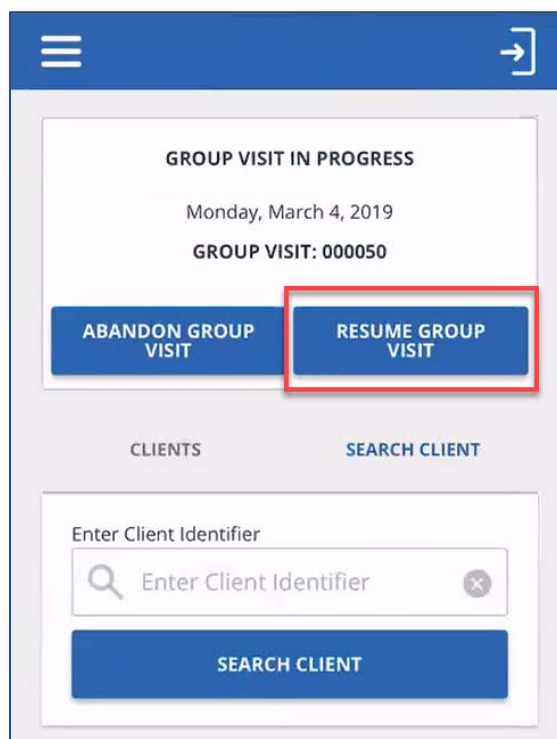 GROUP VISIT IN PROGRESS
Monday, March 4, 2019
GROUP VISIT: 000050
ABANDON GROUP
VISIT
RESUME GROUP
VISIT
CLIENTS
SEARCH CLIENT
Enter Client Identifier
Enter Client Identifier
SEARCH CLIENT